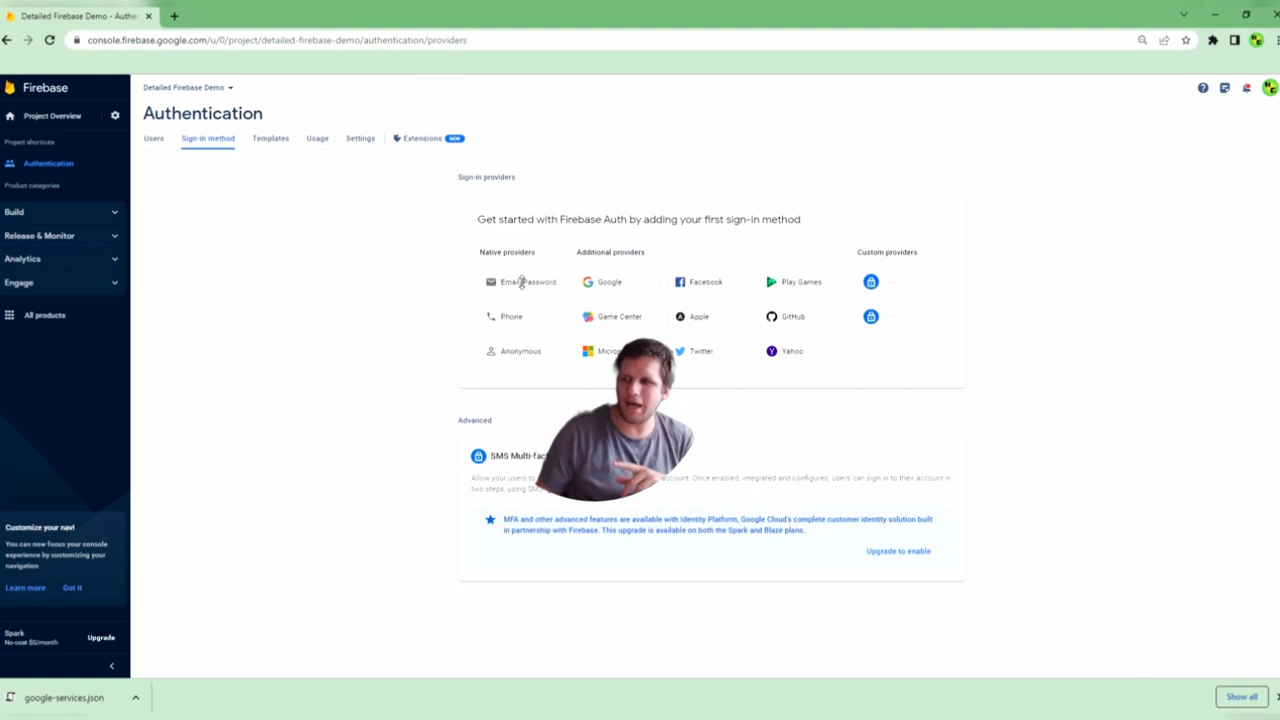 Detailed Firebase Demo - Authe
console.firebase.google.com/u/0/project/detailed-firebase-demo/authentication/providers
Firebase
Project Overview
Project shortcuts
Authentication
Product categories
Build
Release & Monitor
Analytics
Engage
All products
Customize your nav!
You can now focus your console
experience by customizing your
navigation
Learn more Got it
Spark
No-cost $0/month
Upgrade
Detailed Firebase Demo
Authentication
Users Sign-in method Templates Usage Settings Extensions NEW
Sign-in providers
Get started with Firebase Auth by adding your first sign-in method
Native providers Additional providers Custom providers
Email/Password Google Facebook Play Games
Phone Game Center Apple GitHub
Anonymous Micros Twitter Yahoo
Advanced
SMS Multi-fac
Allow your users to account. Once enabled, integrated and configured, users can sign in to their account in
two steps, using SMS
MFA and other advanced features are available with Identity Platform, Google Cloud's complete customer identity solution built
in partnership with Firebase. This upgrade is available on both the Spark and Blaze plans.
Upgrade to enable
google-services.json
Show all